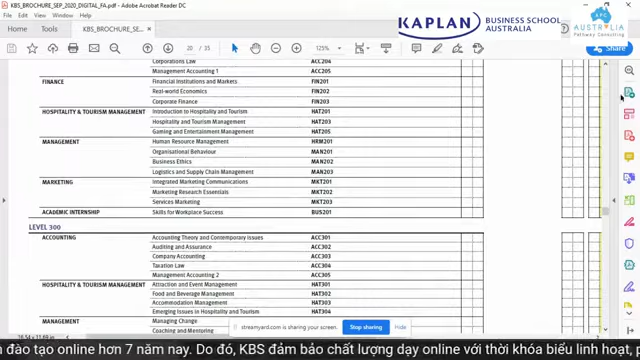 KBS_BROCHURE_SEP_2020_DIGITAL_FA.pdf - Adobe Acrobat Reader DC
File Edit View Window Help
KAPLAN BUSINESS SCHOOL AUSTRALIA
APC
AUSTRALIA
Pathway Consulting
Home Tools KBS_BROCHURE_SE... ×
20 / 35 125% Share
Corporations Law ACC204
Management Accounting 1 ACC205
FINANCE Financial Institutions and Markets FIN201
Real-world Economics FIN202
Corporate Finance FIN203
HOSPITALITY & TOURISM MANAGEMENT Introduction to Hospitality and Tourism HAT201
Hospitality and Tourism Management HAT203
Gaming and Entertainment Management HAT205
MANAGEMENT Human Resource Management HRM201
Organisational Behaviour MAN201
Business Ethics MAN202
Logistics and Supply Chain Management MAN203
MARKETING Integrated Marketing Communications MKT201
Marketing Research Essencials MKT202
Services Marketing MKT203
ACADEMIC INTERNSHIP Skills for Workplace Success BUS201
LEVEL 300
ACCOUNTING Accounting Theory and Contemporary Issues ACC301
Auditing and Assurance ACC302
Company Accounting ACC303
Taxation Law ACC304
Management Accounting 2 ACC305
HOSPITALITY & TOURISM MANAGEMENT Attraction and Event Management HAT301
Food and Beverage Management HAT302
Accommodation Management HAT303
Emerging Issues in Hospitality and Tourism HAT304
MANAGEMENT Managing Change
Coaching and Mentoring
streamyard.com is sharing your screen. Stop sharing Hide
đào tạo online hơn 7 năm nay. Do đó, KBS đảm bảo chất lượng dạy online với thời khóa biểu linh hoạt,